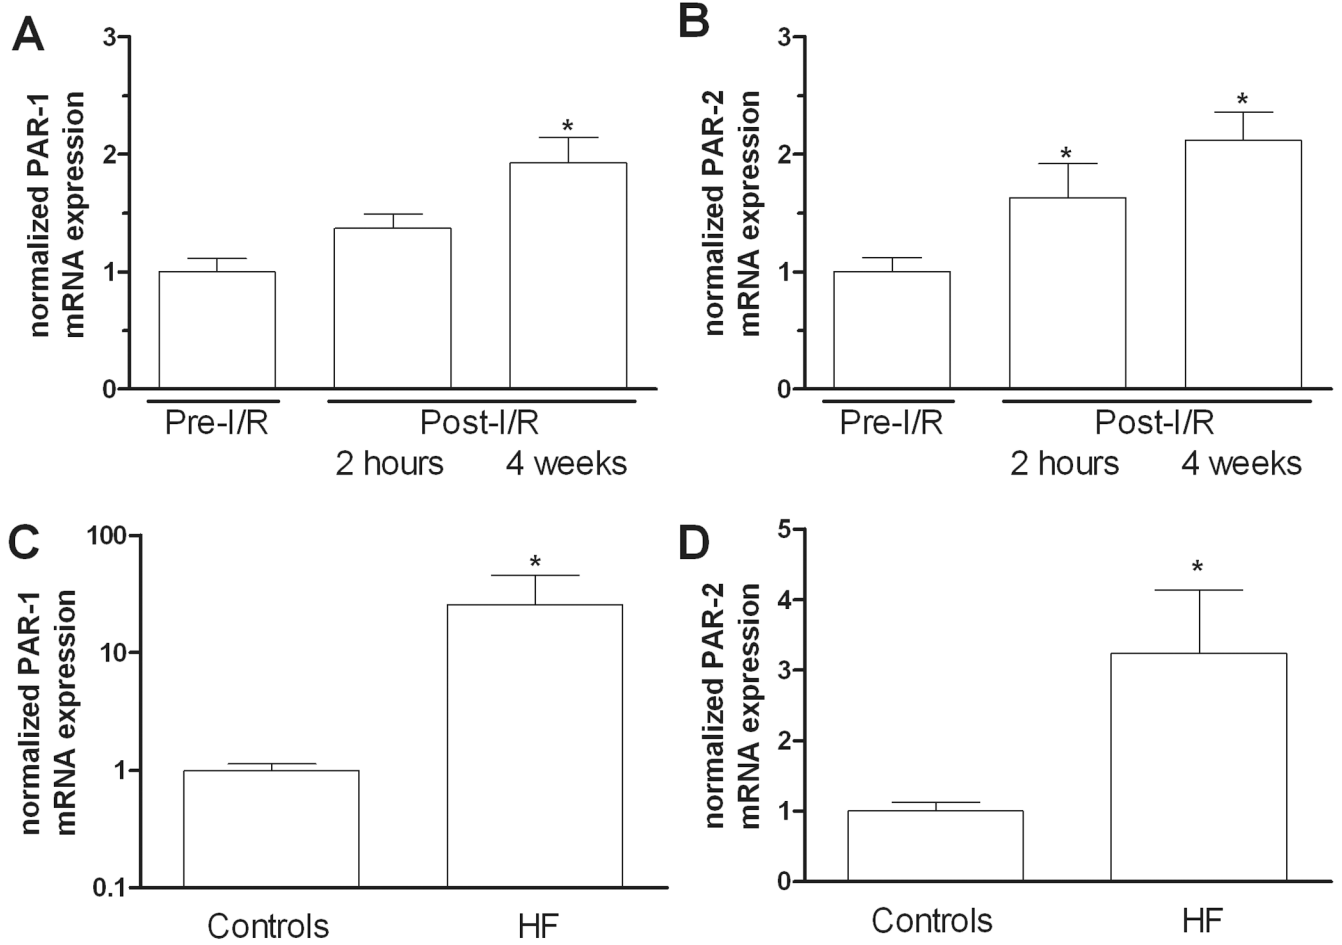 A
normalized PAR-1
mRNA expression
3
2
1
0
*
Pre-I/R
Post-I/R
2 hours
4 weeks
B
normalized PAR-2
mRNA expression
3
2
1
0
*
*
Pre-I/R
Post-I/R
2 hours
4 weeks
C
normalized PAR-1
mRNA expression
100
10
1
0.1
*
Controls
HF
D
normalized PAR-2
mRNA expression
5
4
3
2
1
0
*
Controls
HF